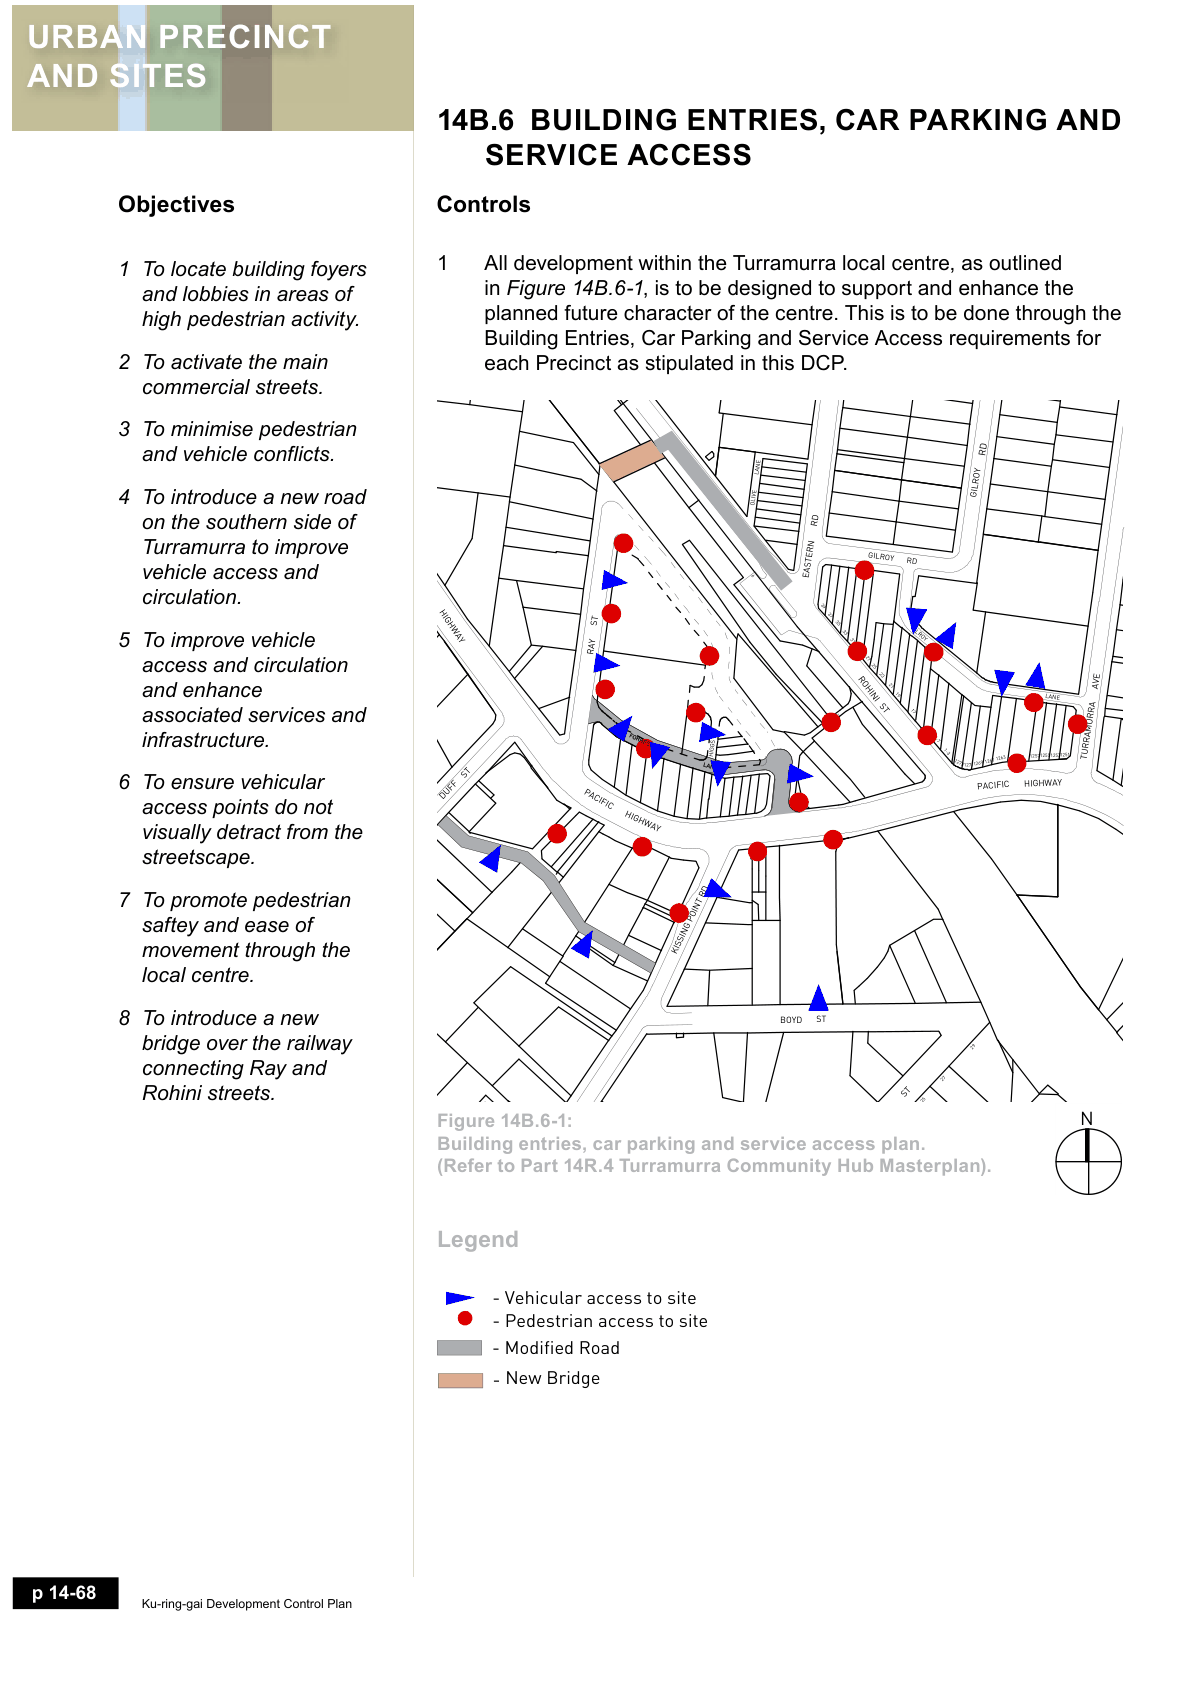 URBAN PRECINCT
AND SITES
14B.6 BUILDING ENTRIES, CAR PARKING AND
SERVICE ACCESS
Objectives
1 To locate building foyers
and lobbies in areas of
high pedestrian activity.
2 To activate the main
commercial streets.
3 To minimise pedestrian
and vehicle conflicts.
4 To introduce a new road
on the southern side of
Turramurra to improve
vehicle access and
circulation.
5 To improve vehicle
access and circulation
and enhance
associated services and
infrastructure.
6 To ensure vehicular
access points do not
visually detract from the
streetscape.
7 To promote pedestrian
saftey and ease of
movement through the
local centre.
8 To introduce a new
bridge over the railway
connecting Ray and
Rohini streets.
Controls
1 All development within the Turramurra local centre, as outlined
in Figure 14B.6-1, is to be designed to support and enhance the
planned future character of the centre. This is to be done through the
Building Entries, Car Parking and Service Access requirements for
each Precinct as stipulated in this DCP.
OLIVE LANE
EASTERN RD
GILROY RD
GILROY RD
HIGHWAY
RAY ST
ROHINI ST
LANE
TURRAMURRA AVE
DUFF ST
PACIFIC HIGHWAY
PACIFIC HIGHWAY
KISSING POINT RD
BOYD ST
ST
Figure 14B.6-1:
Building entries, car parking and service access plan.
(Refer to Part 14R.4 Turramurra Community Hub Masterplan).
N
Legend
- Vehicular access to site
- Pedestrian access to site
- Modified Road
- New Bridge
p 14-68
Ku-ring-gai Development Control Plan